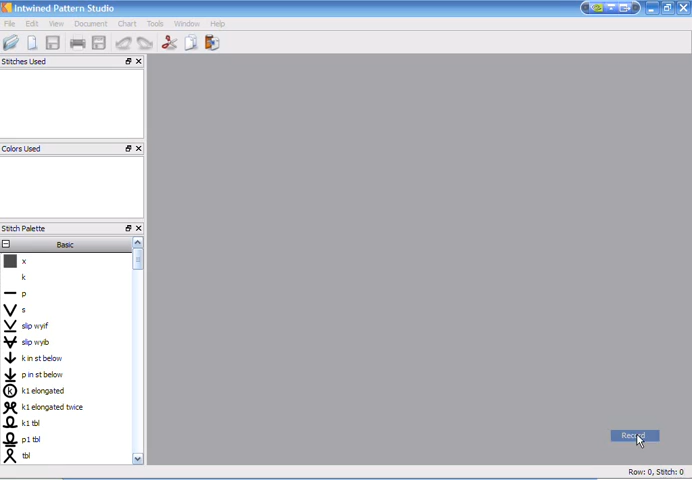 Intwined Pattern Studio
File Edit View Document Chart Tools Window Help
Stitches Used
Colors Used
Stitch Palette
Basic
x
k
p
s
slip wyif
slip wyib
k in st below
p in st below
k1 elongated
k1 elongated twice
k1 tbl
p1 tbl
tbl
Record
Row: 0, Stitch: 0